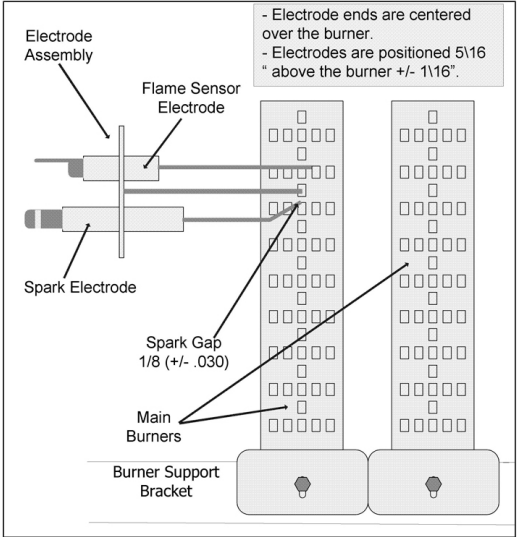 - Electrode ends are centered
over the burner.
- Electrodes are positioned 5\16
“ above the burner +/- 1\16”.
Electrode
Assembly
Flame Sensor
Electrode
Spark Electrode
Spark Gap
1/8 (+/- .030)
Main
Burners
Burner Support
Bracket